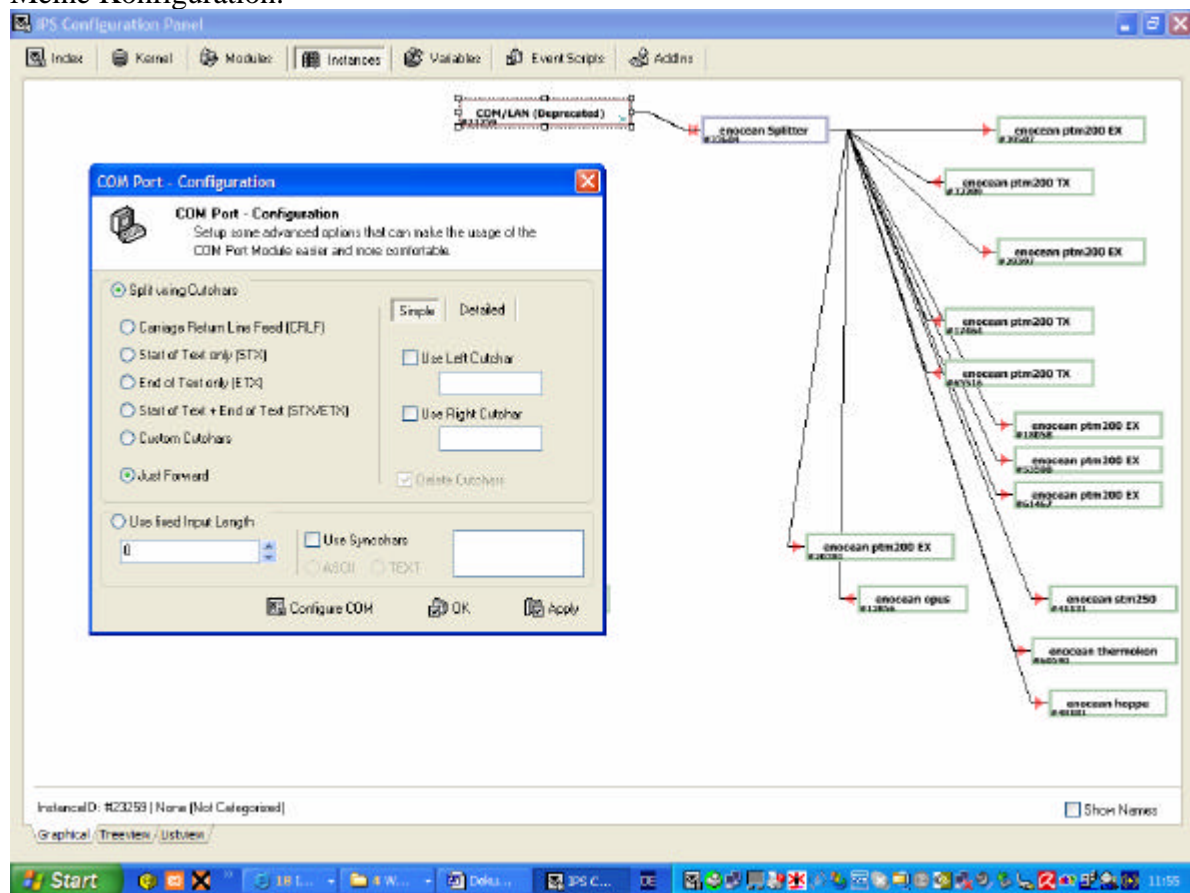 Meine Konfiguration:
IPS Configuration Panel
Index Kernel Modules Instances Variables Event Scripts AddIns
COM/LAN (Deprecated)
#23259
enocean Splitter
enocean ptm200 EX
enocean ptm200 TX
enocean ptm200 EX
enocean ptm200 TX
enocean ptm200 TX
enocean ptm200 EX
#18058
enocean ptm200 EX
enocean ptm200 EX
enocean ptm200 EX
enocean opus
enocean stm250
enocean thermokon
enocean hoppe
COM Port - Configuration
COM Port - Configuration
Setup some advanced options that can make the usage of the
COM Port Module easier and more comfortable.
Split using Cutchars
Carriage Return Line Feed (CRLF)
Start of Text only (STX)
End of Text only (ETX)
Start of Text + End of Text (STX/ETX)
Custom Cutchars
Just Forward
Simple Detailed
Use Left Cutchar
Use Right Cutchar
Delete Cutchars
Use fixed Input Length
0
Use Syncchars
ASCII TEXT
Configure COM OK Apply
InstanceID: #23259 | None (Not Categorized)
Show Names
Graphical Treeview Listview
Start
4 W...
Doku...
IPS C...
DE
11:55